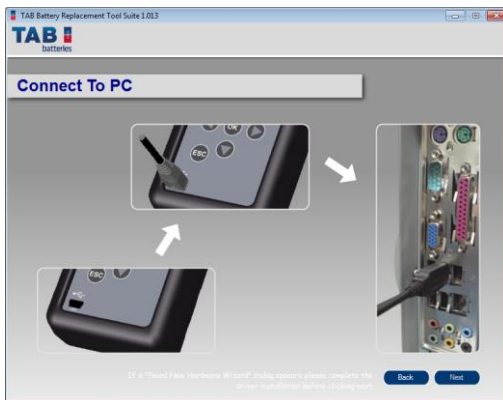 TAB Battery Replacement Tool Suite 1.013
TAB
batteries
Connect To PC
OK
ESC
ESC
If a "Found New Hardware Wizard" dialog appears please complete the
driver installation before clicking next
Back
Next